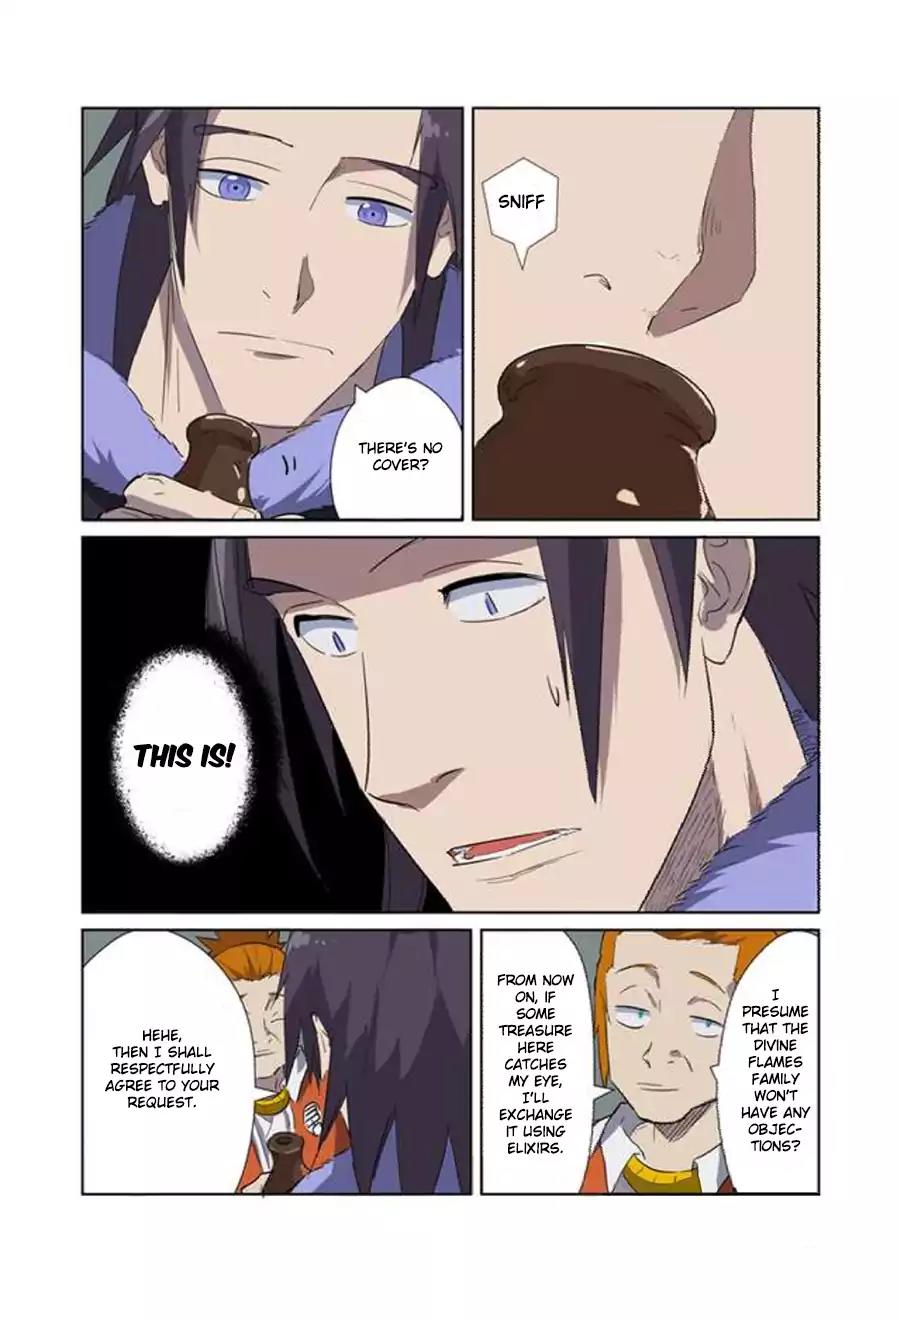 SNIFF
THERE'S NO
COVER?
THIS IS!
I
PRESUME
THAT THE
DIVINE
FLAMES
FAMILY
WON'T
HAVE ANY
OBJEC-
TIONS?
FROM NOW
ON, IF
SOME
TREASURE
HERE
CATCHES
MY EYE,
I'LL
EXCHANGE
IT USING
ELIXIRS.
HEHE,
THEN I SHALL
RESPECTFULLY
AGREE TO YOUR
REQUEST.